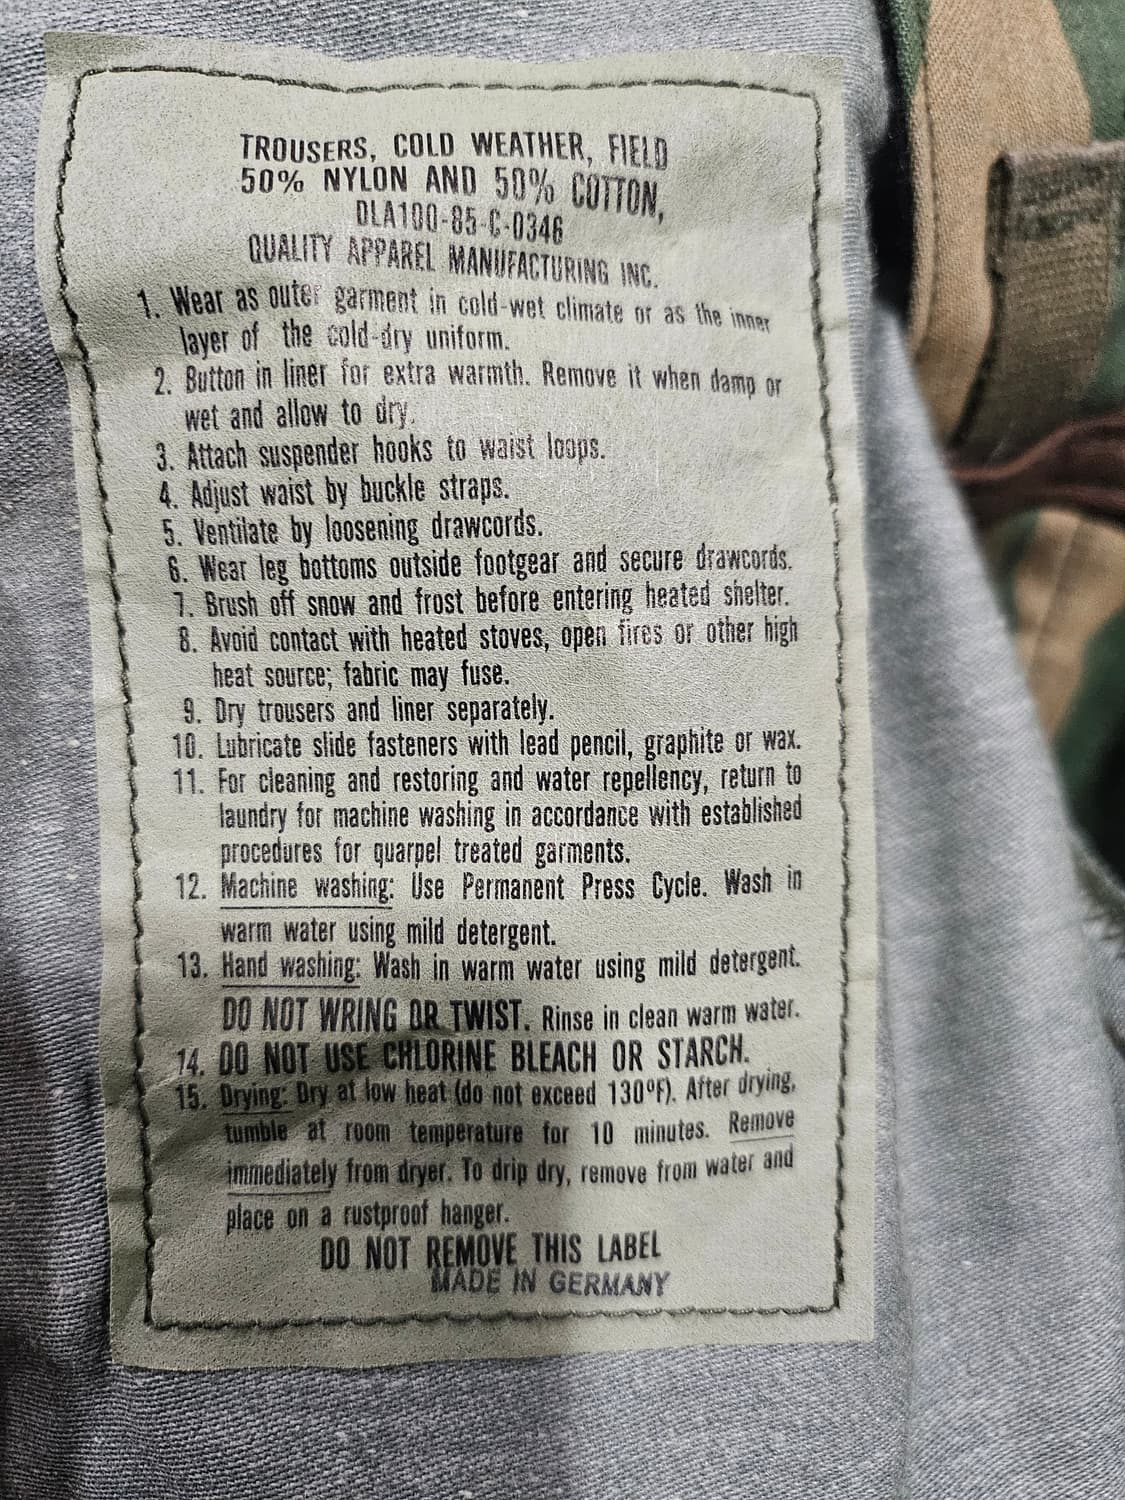 TROUSERS, COLD WEATHER, FIELD
50% NYLON AND 50% COTTON,
DLA100-85-C-0346
QUALITY APPAREL MANUFACTURING INC.
1. Wear as outer garment in cold-wet climate or as the inner
layer of the cold-dry uniform.
2. Button in liner for extra warmth. Remove it when damp or
wet and allow to dry.
3. Attach suspender hooks to waist loops.
4. Adjust waist by buckle straps.
5. Ventilate by loosening drawcords.
6. Wear leg bottoms outside footgear and secure drawcords.
7. Brush off snow and frost before entering heated shelter.
8. Avoid contact with heated stoves, open fires or other high
heat source; fabric may fuse.
9. Dry trousers and liner separately.
10. Lubricate slide fasteners with lead pencil, graphite or wax.
11. For cleaning and restoring and water repellency, return to
laundry for machine washing in accordance with established
procedures for quarpel treated garments.
12. Machine washing: Use Permanent Press Cycle. Wash in
warm water using mild detergent.
13. Hand washing: Wash in warm water using mild detergent.
DO NOT WRING OR TWIST. Rinse in clean warm water.
14. DO NOT USE CHLORINE BLEACH OR STARCH.
15. Drying: Dry at low heat (do not exceed 130°F). After drying,
tumble at room temperature for 10 minutes. Remove
immediately from dryer. To drip dry, remove from water and
place on a rustproof hanger.
DO NOT REMOVE THIS LABEL
MADE IN GERMANY